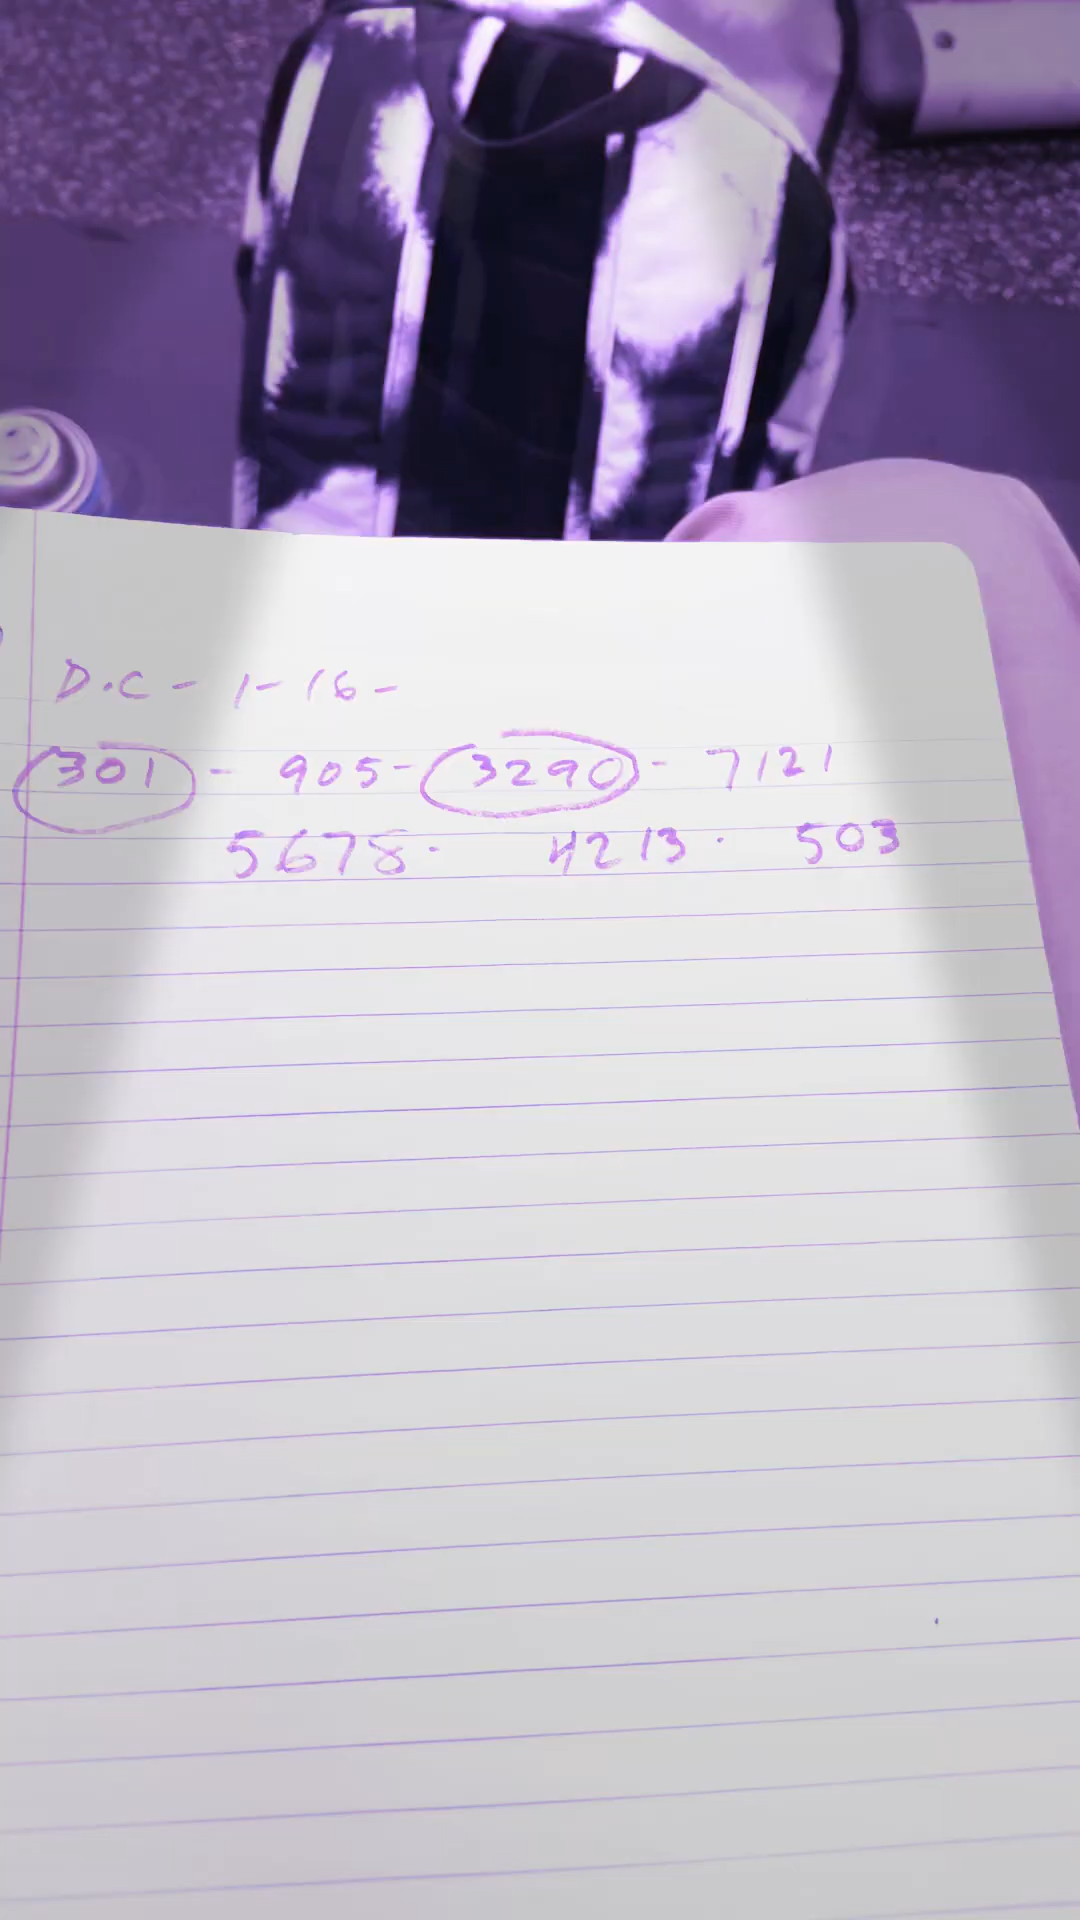 D.C - 1-16-
301 - 905- 3290 - 7121
5678. 4213. 503